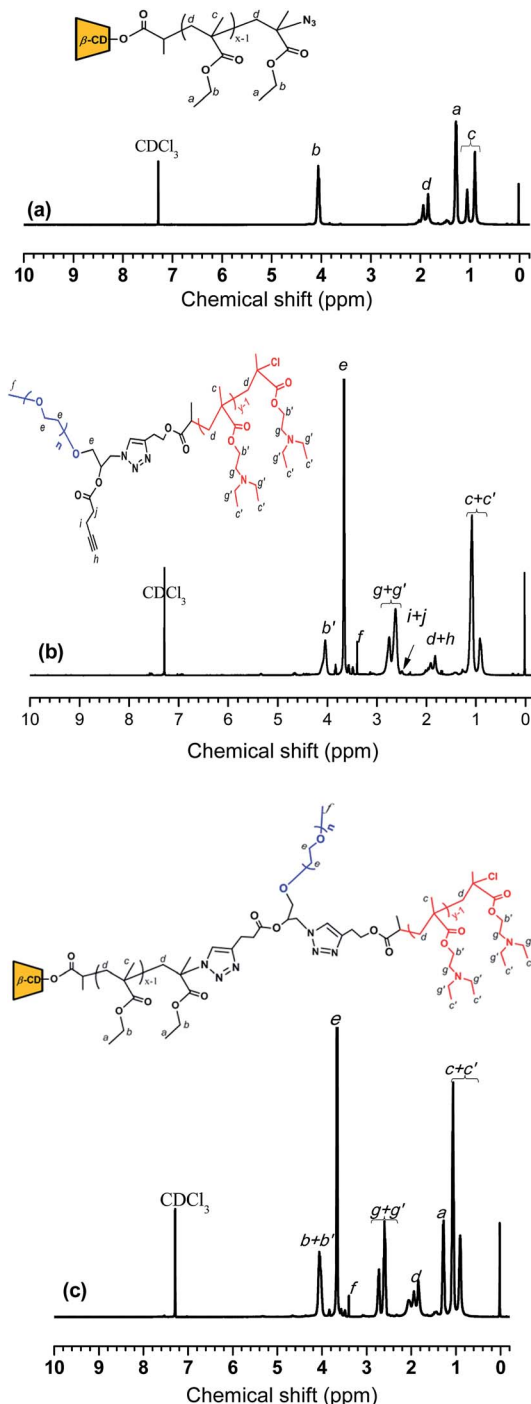 d c d
β-CD O O ( ) x-1 N₃
O O O O
b b
a a
a
CDCl₃ b d c
(a)
10 9 8 7 6 5 4 3 2 1 0
Chemical shift (ppm)
e
f ( O e ) n O e
N N N O O c d Cl
( ) y-1 d O O O O
b' b'
g g
N g' N g'
g' g'
c' c' c' c'
O O j
i
h
CDCl₃
b' g+g' i+j d+h c+c'
f
(b)
10 9 8 7 6 5 4 3 2 1 0
Chemical shift (ppm)
f
O n
e e
O
c d Cl
O O N N N O O ( ) y-1 d O O O O
b' b'
g g
N g' N g'
g' g'
c' c' c' c'
β-CD O O d c d ( ) x-1 N N N
O O O O
b b
a a
e
CDCl₃
b+b' g+g' f d a c+c'
(c)
10 9 8 7 6 5 4 3 2 1 0
Chemical shift (ppm)